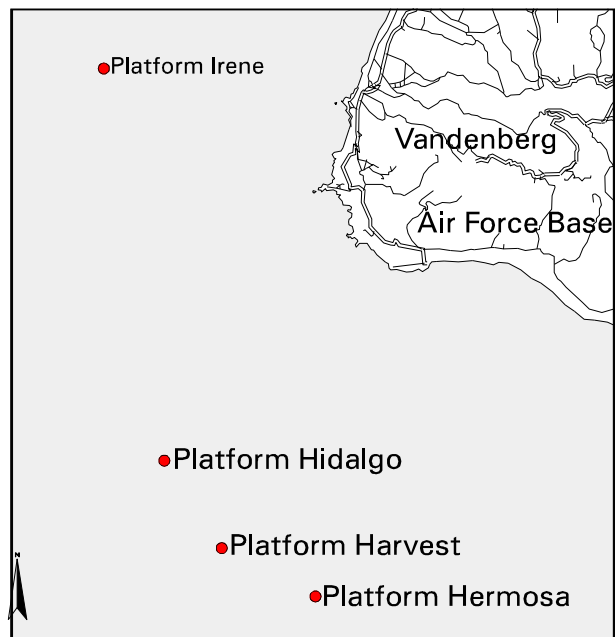 Platform Irene
Vandenberg
Air Force Base
Platform Hidalgo
Platform Harvest
N
Platform Hermosa